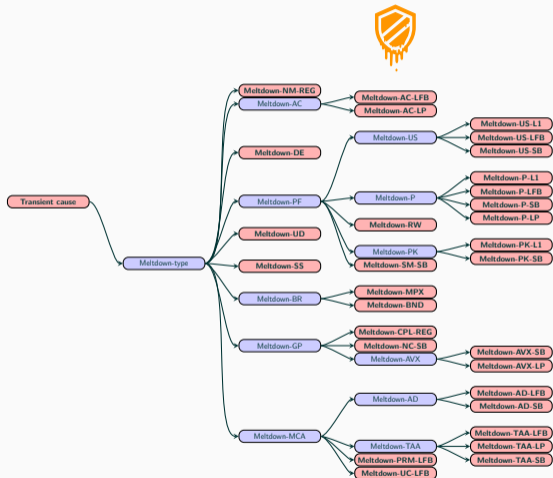 Meltdown-NM-REG
Meltdown-AC
Meltdown-AC-LFB
Meltdown-AC-LP
Meltdown-US
Meltdown-US-L1
Meltdown-US-LFB
Meltdown-US-SB
Meltdown-DE
Meltdown-P
Meltdown-P-L1
Meltdown-P-LFB
Meltdown-P-SB
Meltdown-P-LP
Transient cause
Meltdown-PF
Meltdown-RW
Meltdown-UD
Meltdown-PK
Meltdown-PK-L1
Meltdown-PK-SB
Meltdown-type
Meltdown-SS
Meltdown-SM-SB
Meltdown-BR
Meltdown-MPX
Meltdown-BND
Meltdown-GP
Meltdown-CPL-REG
Meltdown-NC-SB
Meltdown-AVX
Meltdown-AVX-SB
Meltdown-AVX-LP
Meltdown-AD
Meltdown-AD-LFB
Meltdown-AD-SB
Meltdown-MCA
Meltdown-TAA
Meltdown-TAA-LFB
Meltdown-TAA-LP
Meltdown-TAA-SB
Meltdown-PRM-LFB
Meltdown-UC-LFB